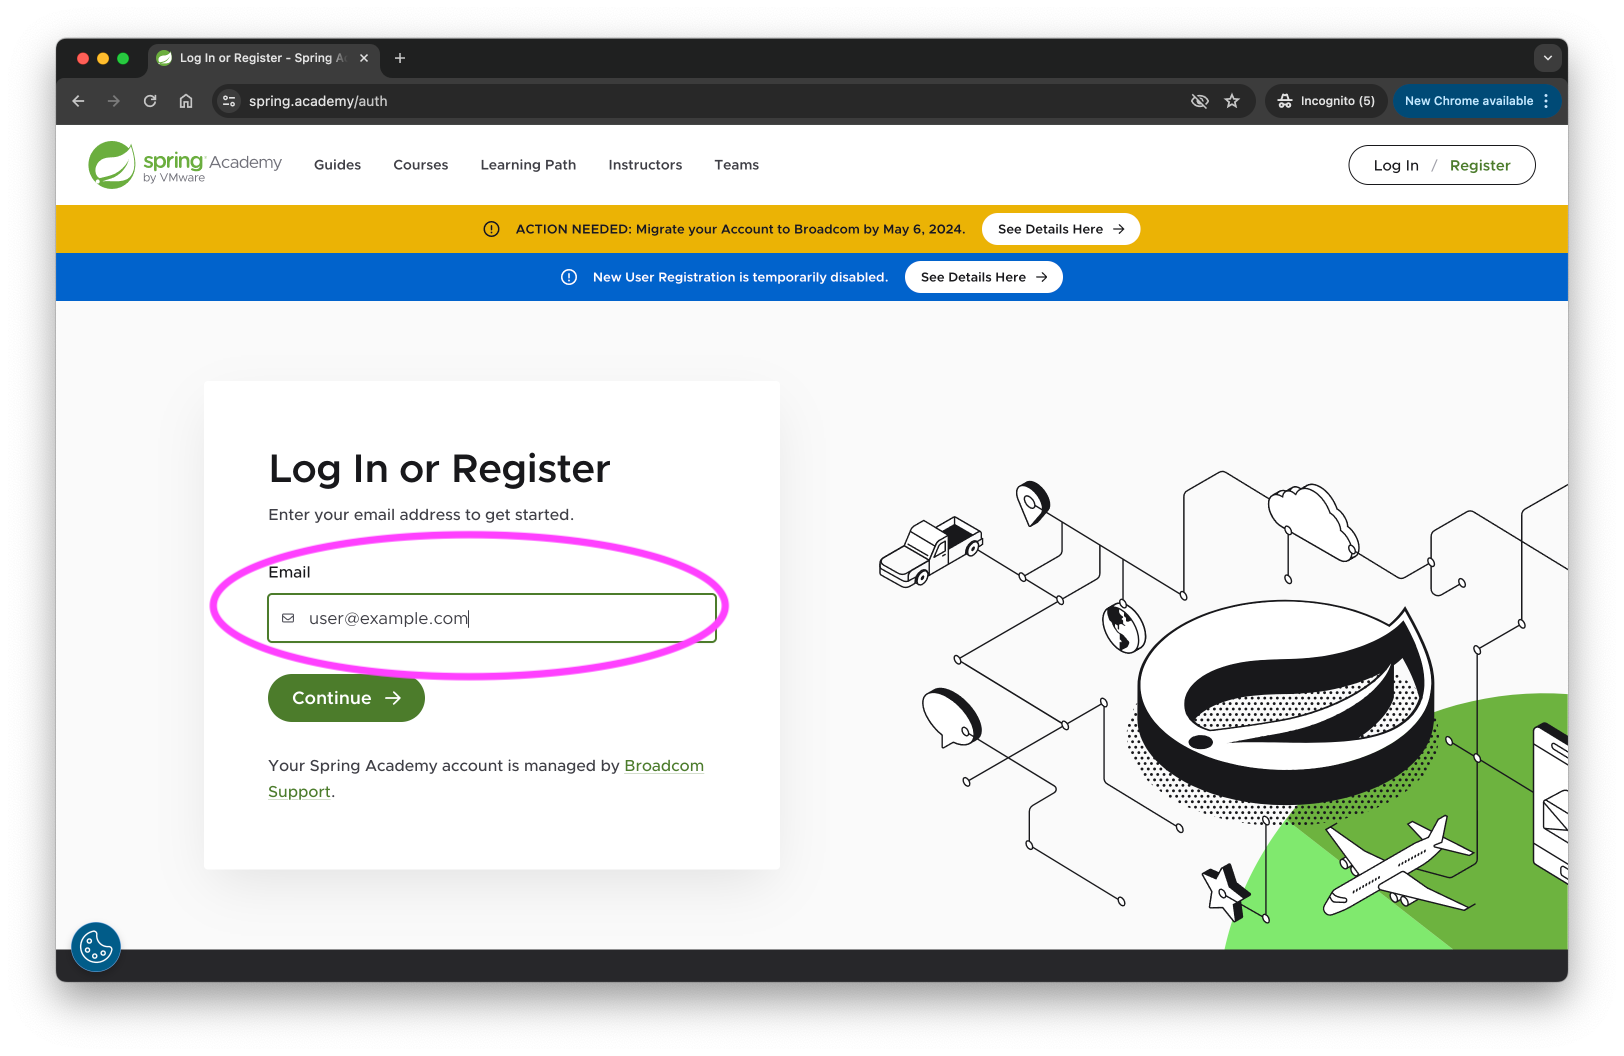 Log In or Register - Spring A
spring.academy/auth
Incognito (5)
New Chrome available
spring Academy
by VMware
Guides
Courses
Learning Path
Instructors
Teams
Log In / Register
ACTION NEEDED: Migrate your Account to Broadcom by May 6, 2024.
See Details Here →
New User Registration is temporarily disabled.
See Details Here →
Log In or Register
Enter your email address to get started.
Email
user@example.com
Continue →
Your Spring Academy account is managed by Broadcom
Support.